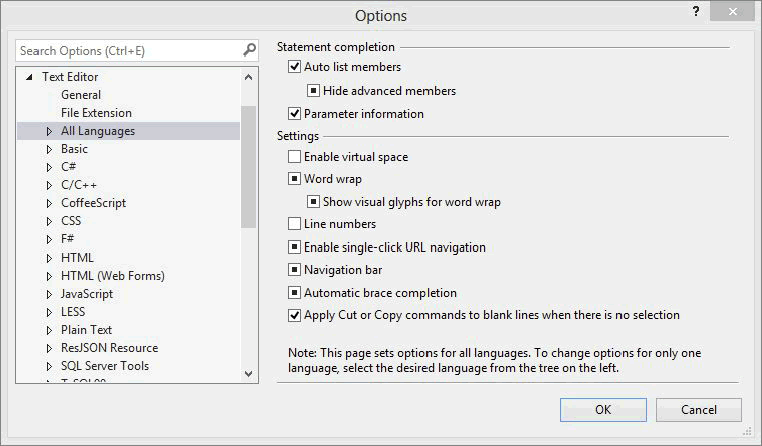 Options
?
Search Options (Ctrl+E)
Text Editor
General
File Extension
All Languages
Basic
C#
C/C++
CoffeeScript
CSS
F#
HTML
HTML (Web Forms)
JavaScript
LESS
Plain Text
ResJSON Resource
SQL Server Tools
Statement completion
Auto list members
Hide advanced members
Parameter information
Settings
Enable virtual space
Word wrap
Show visual glyphs for word wrap
Line numbers
Enable single-click URL navigation
Navigation bar
Automatic brace completion
Apply Cut or Copy commands to blank lines when there is no selection
Note: This page sets options for all languages. To change options for only one
language, select the desired language from the tree on the left.
OK
Cancel